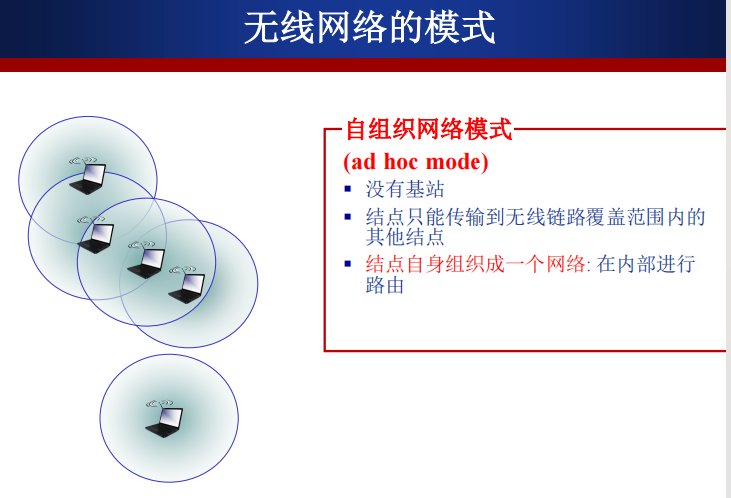 无线网络的模式
自组织网络模式
(ad hoc mode)
▪ 没有基站
▪ 结点只能传输到无线链路覆盖范围内的
其他结点
▪ 结点自身组织成一个网络: 在内部进行
路由